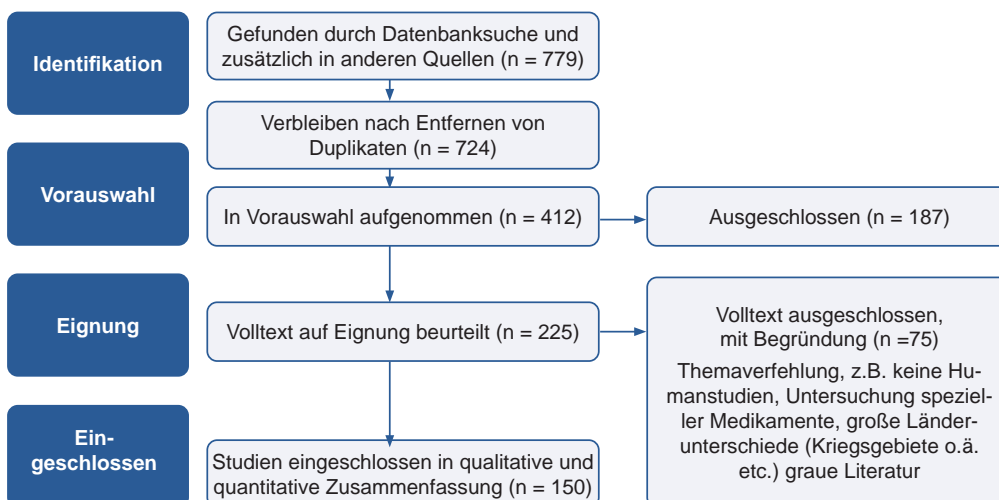 Identifikation
Gefunden durch Datenbanksuche und
zusätzlich in anderen Quellen (n = 779)
Verbleiben nach Entfernen von
Duplikaten (n = 724)
Vorauswahl
In Vorauswahl aufgenommen (n = 412)
Ausgeschlossen (n = 187)
Eignung
Volltext auf Eignung beurteilt (n = 225)
Volltext ausgeschlossen,
mit Begründung (n =75)
Themaverfehlung, z.B. keine Hu-
manstudien, Untersuchung speziel-
ler Medikamente, große Länder-
unterschiede (Kriegsgebiete o.ä.
etc.) graue Literatur
Ein-
geschlossen
Studien eingeschlossen in qualitative und
quantitative Zusammenfassung (n = 150)